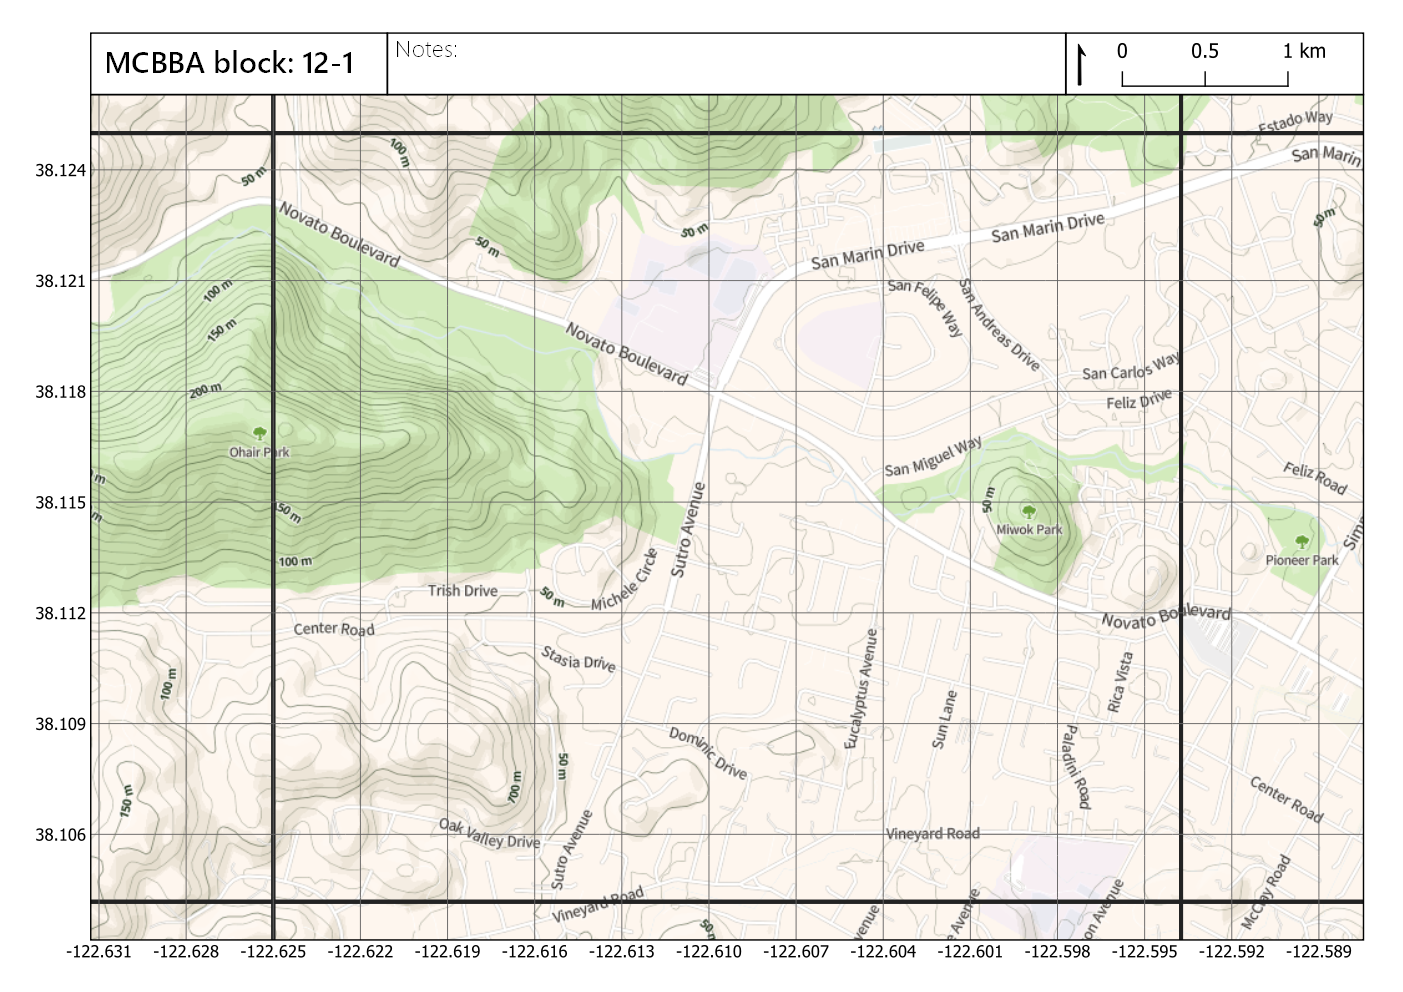 MCBBA block: 12-1
Notes:
0 0.5 1 km
Estado Way
San Marin
38.124
100 m
50 m
50 m
Novato Boulevard
50 m
50 m
San Marin Drive
San Marin Drive
38.121
100 m
150 m
San Felipe Way
San Andreas Drive
Novato Boulevard
San Carlos Way
38.118
200 m
Feliz Drive
Ohair Park
San Miguel Way
Feliz Road
m
50 m
38.115
m
50 m
Miwok Park
Sutro Avenue
Pioneer Park
100 m
Trish Drive
50 m
Michele Circle
38.112
Novato Boulevard
Center Road
Stasia Drive
100 m
Eucalyptus Avenue
Sun Lane
Rica Vista
38.109
Dominic Drive
50 m
700 m
150 m
Paladini Road
Center Road
38.106
Oak Valley Drive
Sutro Avenue
Vineyard Road
Vineyard Road
McClay Road
50 m
venue
e Avenue
on Avenue
-122.631 -122.628 -122.625 -122.622 -122.619 -122.616 -122.613 -122.610 -122.607 -122.604 -122.601 -122.598 -122.595 -122.592 -122.589